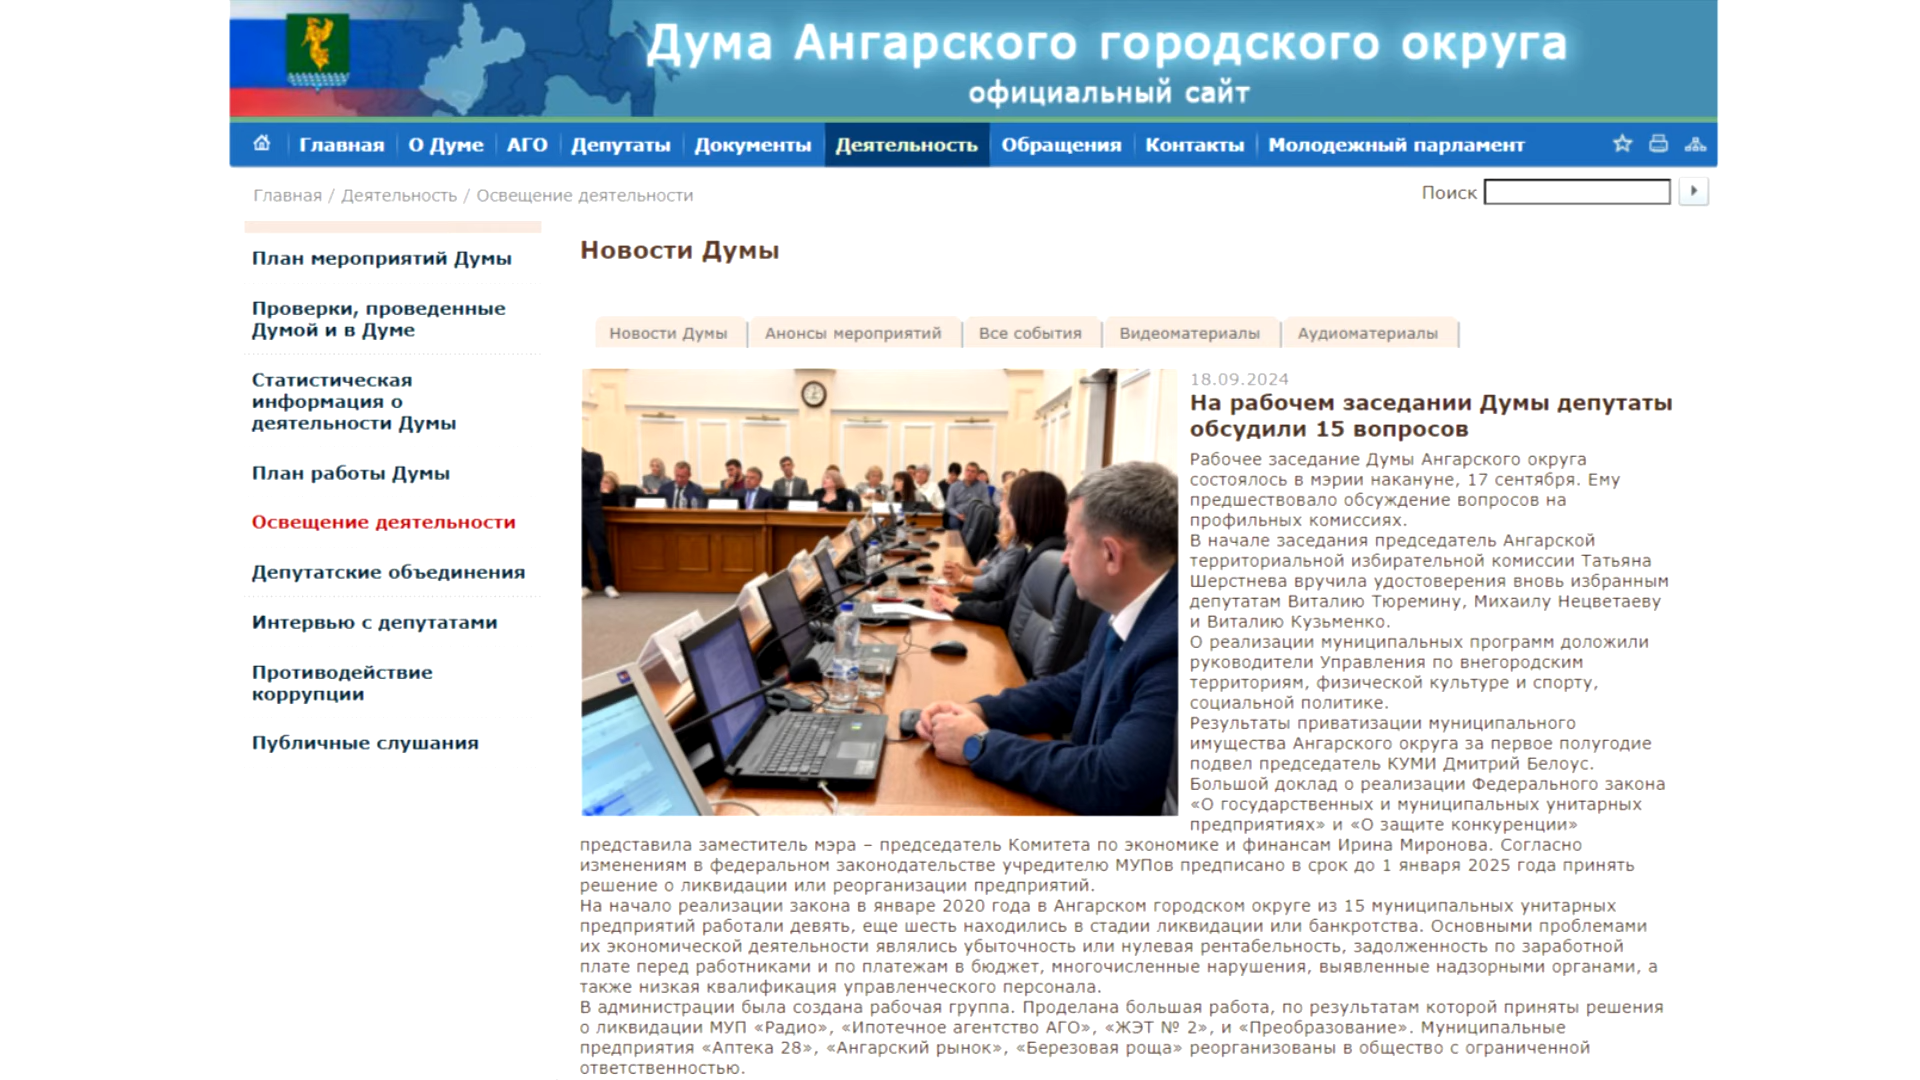 Дума Ангарского городского округа
официальный сайт
Главная
О Думе
АГО
Депутаты
Документы
Деятельность
Обращения
Контакты
Молодежный парламент
Главная / Деятельность / Освещение деятельности
Поиск
План мероприятий Думы
Проверки, проведенные
Думой и в Думе
Статистическая
информация о
деятельности Думы
План работы Думы
Освещение деятельности
Депутатские объединения
Интервью с депутатами
Противодействие
коррупции
Публичные слушания
Новости Думы
Новости Думы
Анонсы мероприятий
Все события
Видеоматериалы
Аудиоматериалы
18.09.2024
На рабочем заседании Думы депутаты
обсудили 15 вопросов
Рабочее заседание Думы Ангарского округа
состоялось в мэрии накануне, 17 сентября. Ему
предшествовало обсуждение вопросов на
профильных комиссиях.
В начале заседания председатель Ангарской
территориальной избирательной комиссии Татьяна
Шерстнева вручила удостоверения вновь избранным
депутатам Виталию Тюремину, Михаилу Нецветаеву
и Виталию Кузьменко.
О реализации муниципальных программ доложили
руководители Управления по внегородским
территориям, физической культуре и спорту,
социальной политике.
Результаты приватизации муниципального
имущества Ангарского округа за первое полугодие
подвел председатель КУМИ Дмитрий Белоус.
Большой доклад о реализации Федерального закона
«О государственных и муниципальных унитарных
предприятиях» и «О защите конкуренции»
представила заместитель мэра – председатель Комитета по экономике и финансам Ирина Миронова. Согласно
изменениям в федеральном законодательстве учредителю МУПов предписано в срок до 1 января 2025 года принять
решение о ликвидации или реорганизации предприятий.
На начало реализации закона в январе 2020 года в Ангарском городском округе из 15 муниципальных унитарных
предприятий работали девять, еще шесть находились в стадии ликвидации или банкротства. Основными проблемами
их экономической деятельности являлись убыточность или нулевая рентабельность, задолженность по заработной
плате перед работниками и по платежам в бюджет, многочисленные нарушения, выявленные надзорными органами, а
также низкая квалификация управленческого персонала.
В администрации была создана рабочая группа. Проделана большая работа, по результатам которой приняты решения
о ликвидации МУП «Радио», «Ипотечное агентство АГО», «ЖЭТ № 2», и «Преобразование». Муниципальные
предприятия «Аптека 28», «Ангарский рынок», «Березовая роща» реорганизованы в общество с ограниченной
ответственностью.